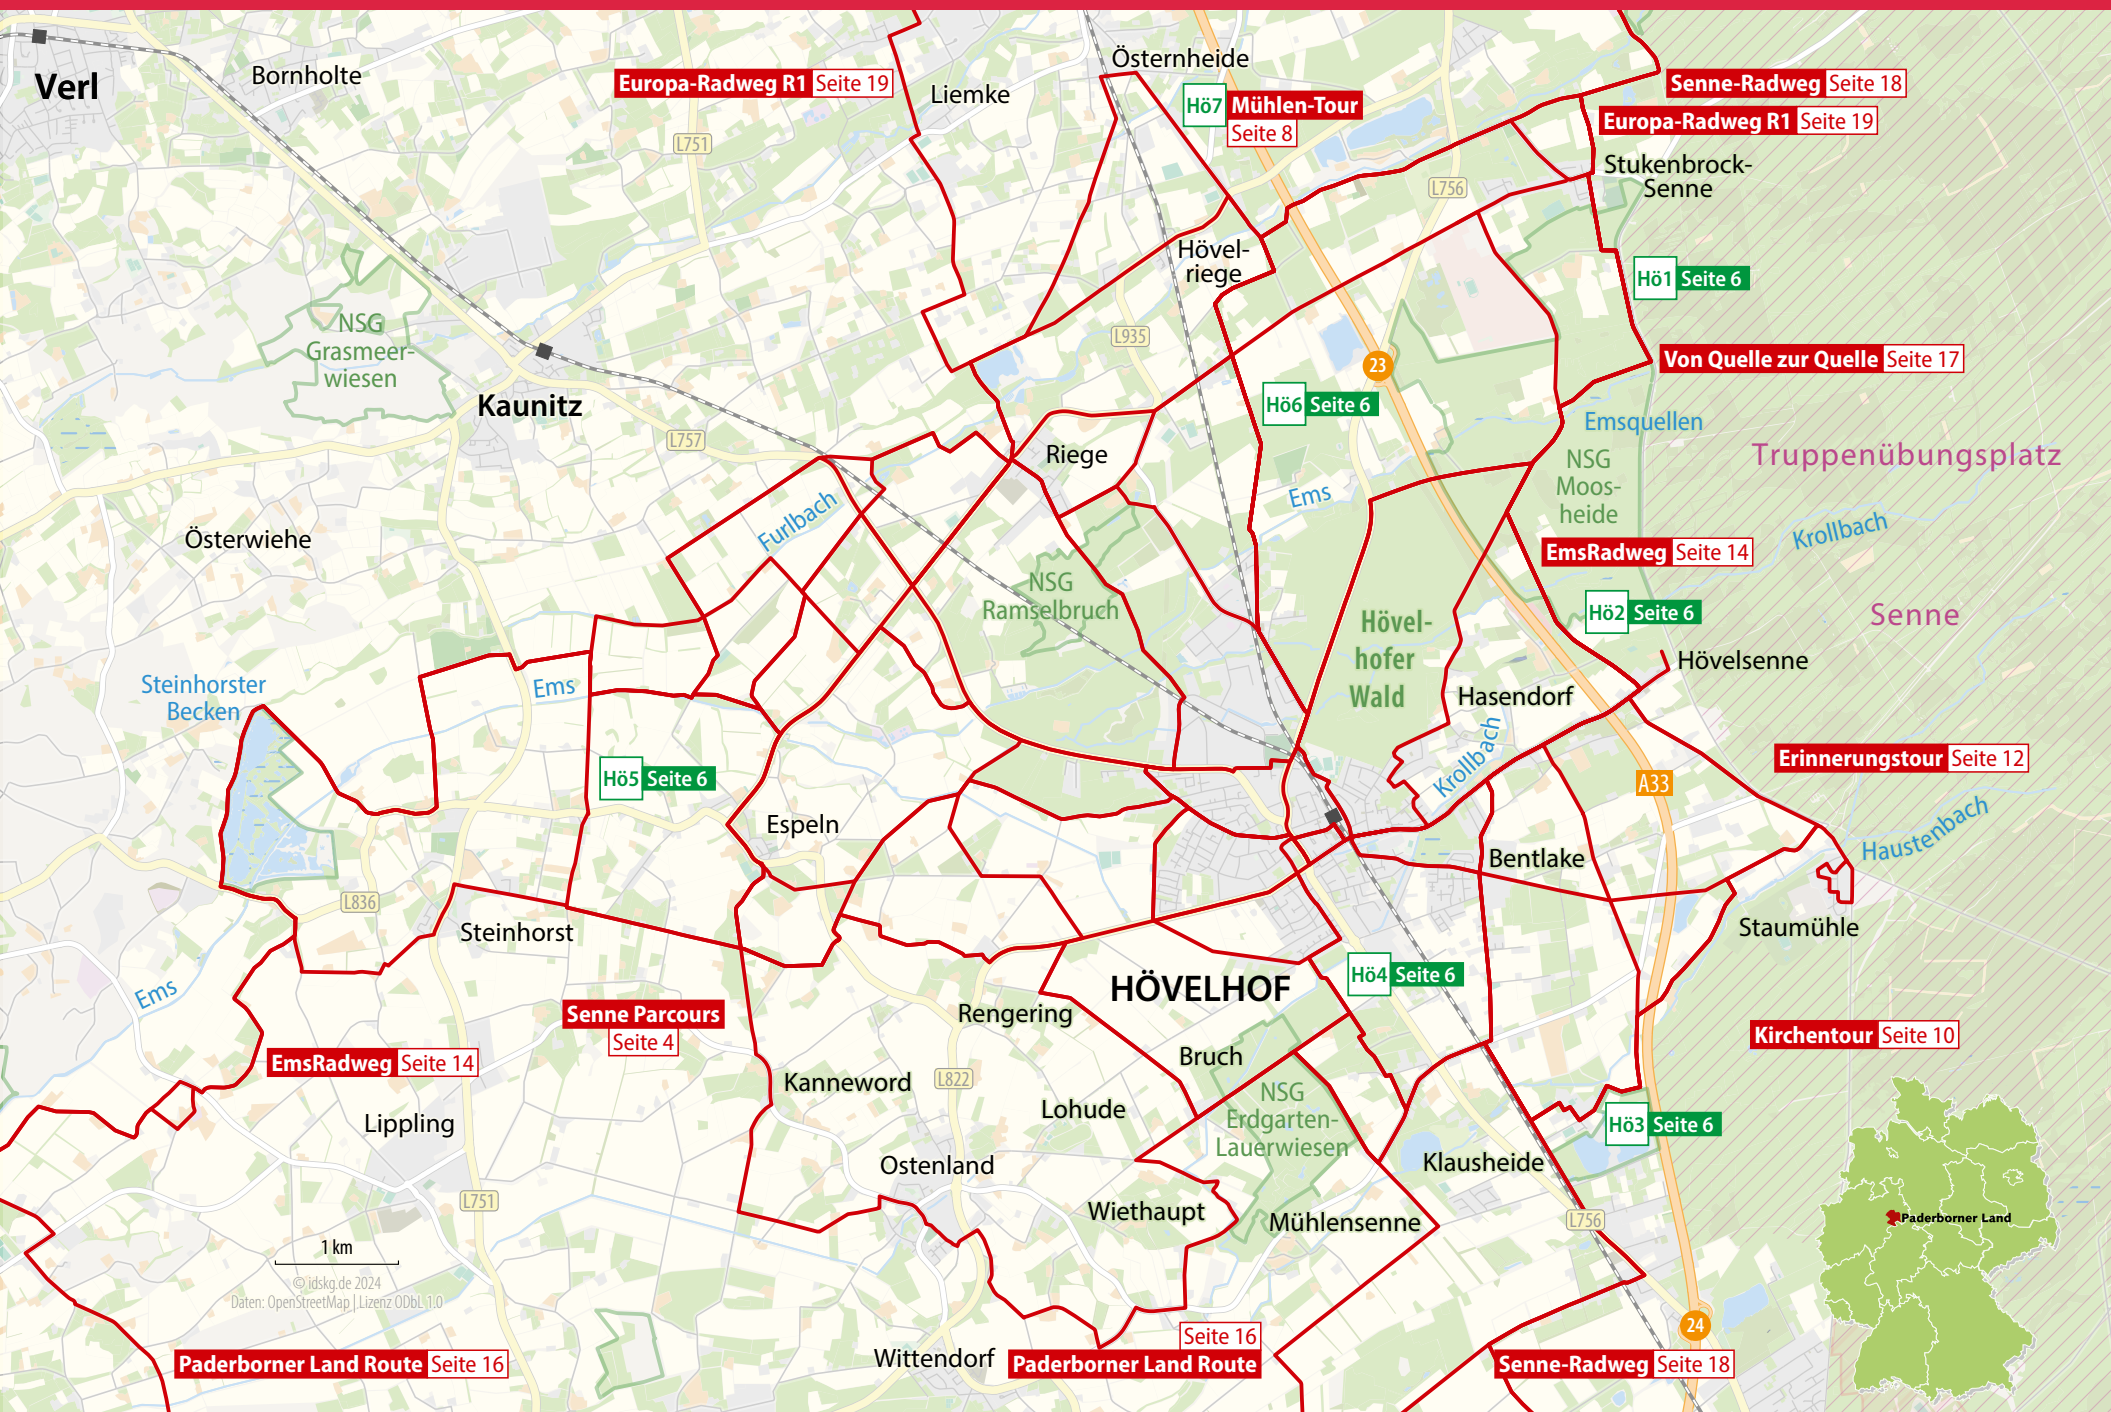 Verl
Bornholte
Europa-Radweg R1 Seite 19
Liemke
Österneheide
Hö7 Mühlen-Tour
Seite 8
Senne-Radweg Seite 18
Europa-Radweg R1 Seite 19
Stukenbrock-
Senne
L751
L756
Hövel-
riege
Hö1 Seite 6
NSG
Grasmeer-
wiesen
L935
23
Von Quelle zur Quelle Seite 17
Kaunitz
Hö6 Seite 6
Emsquellen
L757
Riege
Truppenübungsplatz
NSG
Moos-
heide
Ems
Furlbach
Krollbach
Österwiehe
EmsRadweg Seite 14
NSG
Ramselbruch
Hö2 Seite 6
Senne
Hövel-
hofer
Wald
Hövelsenne
Steinhorster
Becken
Ems
Hasendorf
Krollbach
Hö5 Seite 6
Erinnerungstour Seite 12
A33
Espeln
Haustenbach
Bentlake
L836
Steinhorst
Staumühle
Ems
HÖVELHOF
Hö4 Seite 6
Senne Parcours
Seite 4
Rengering
Kirchentour Seite 10
EmsRadweg Seite 14
Bruch
Kanneword
L822
NSG
Erdgarten-
Lauerwiesen
Lohude
Lippling
Hö3 Seite 6
Ostenland
Klausheide
L751
Wiethaupt
Mühlensenne
L756
Paderborner Land
1 km
© idskg.de 2024
Daten: OpenStreetMap | Lizenz ODbL 1.0
24
Seite 16
Paderborner Land Route
Wittendorf
Paderborner Land Route Seite 16
Senne-Radweg Seite 18